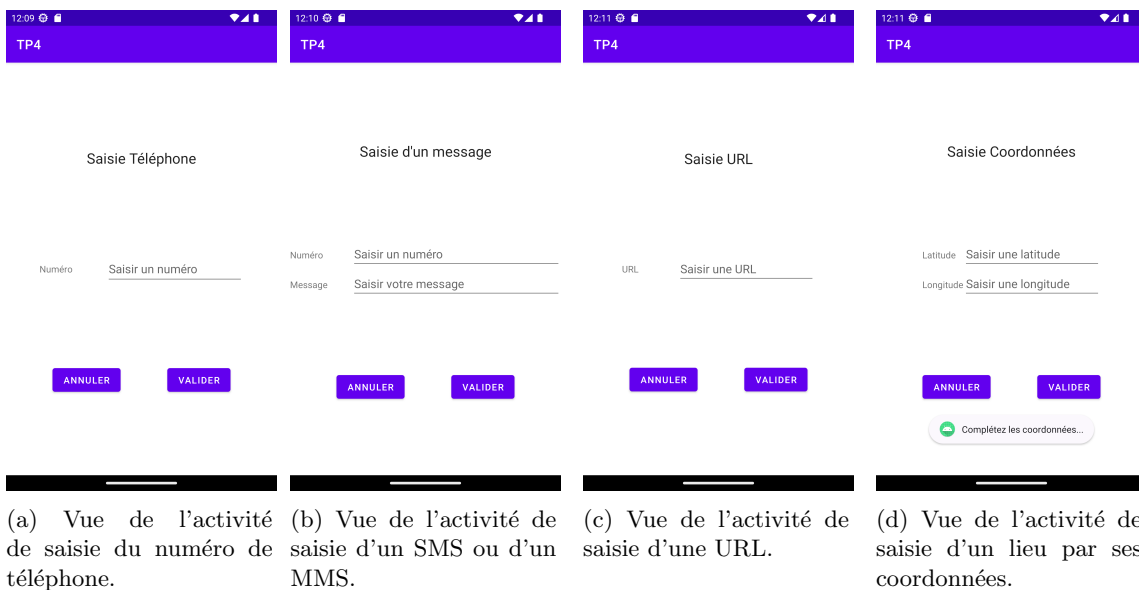 12:09
TP4
Saisie Téléphone
Numéro Saisir un numéro
ANNULER VALIDER
12:10
TP4
Saisie d'un message
Numéro Saisir un numéro
Message Saisir votre message
ANNULER VALIDER
12:11
TP4
Saisie URL
URL Saisir une URL
ANNULER VALIDER
12:11
TP4
Saisie Coordonnées
Latitude Saisir une latitude
Longitude Saisir une longitude
ANNULER VALIDER
Complétez les coordonnées...
(a) Vue de l'activité
de saisie du numéro de
téléphone.
(b) Vue de l'activité de
saisie d'un SMS ou d'un
MMS.
(c) Vue de l'activité de
saisie d'une URL.
(d) Vue de l'activité de
saisie d'un lieu par ses
coordonnées.